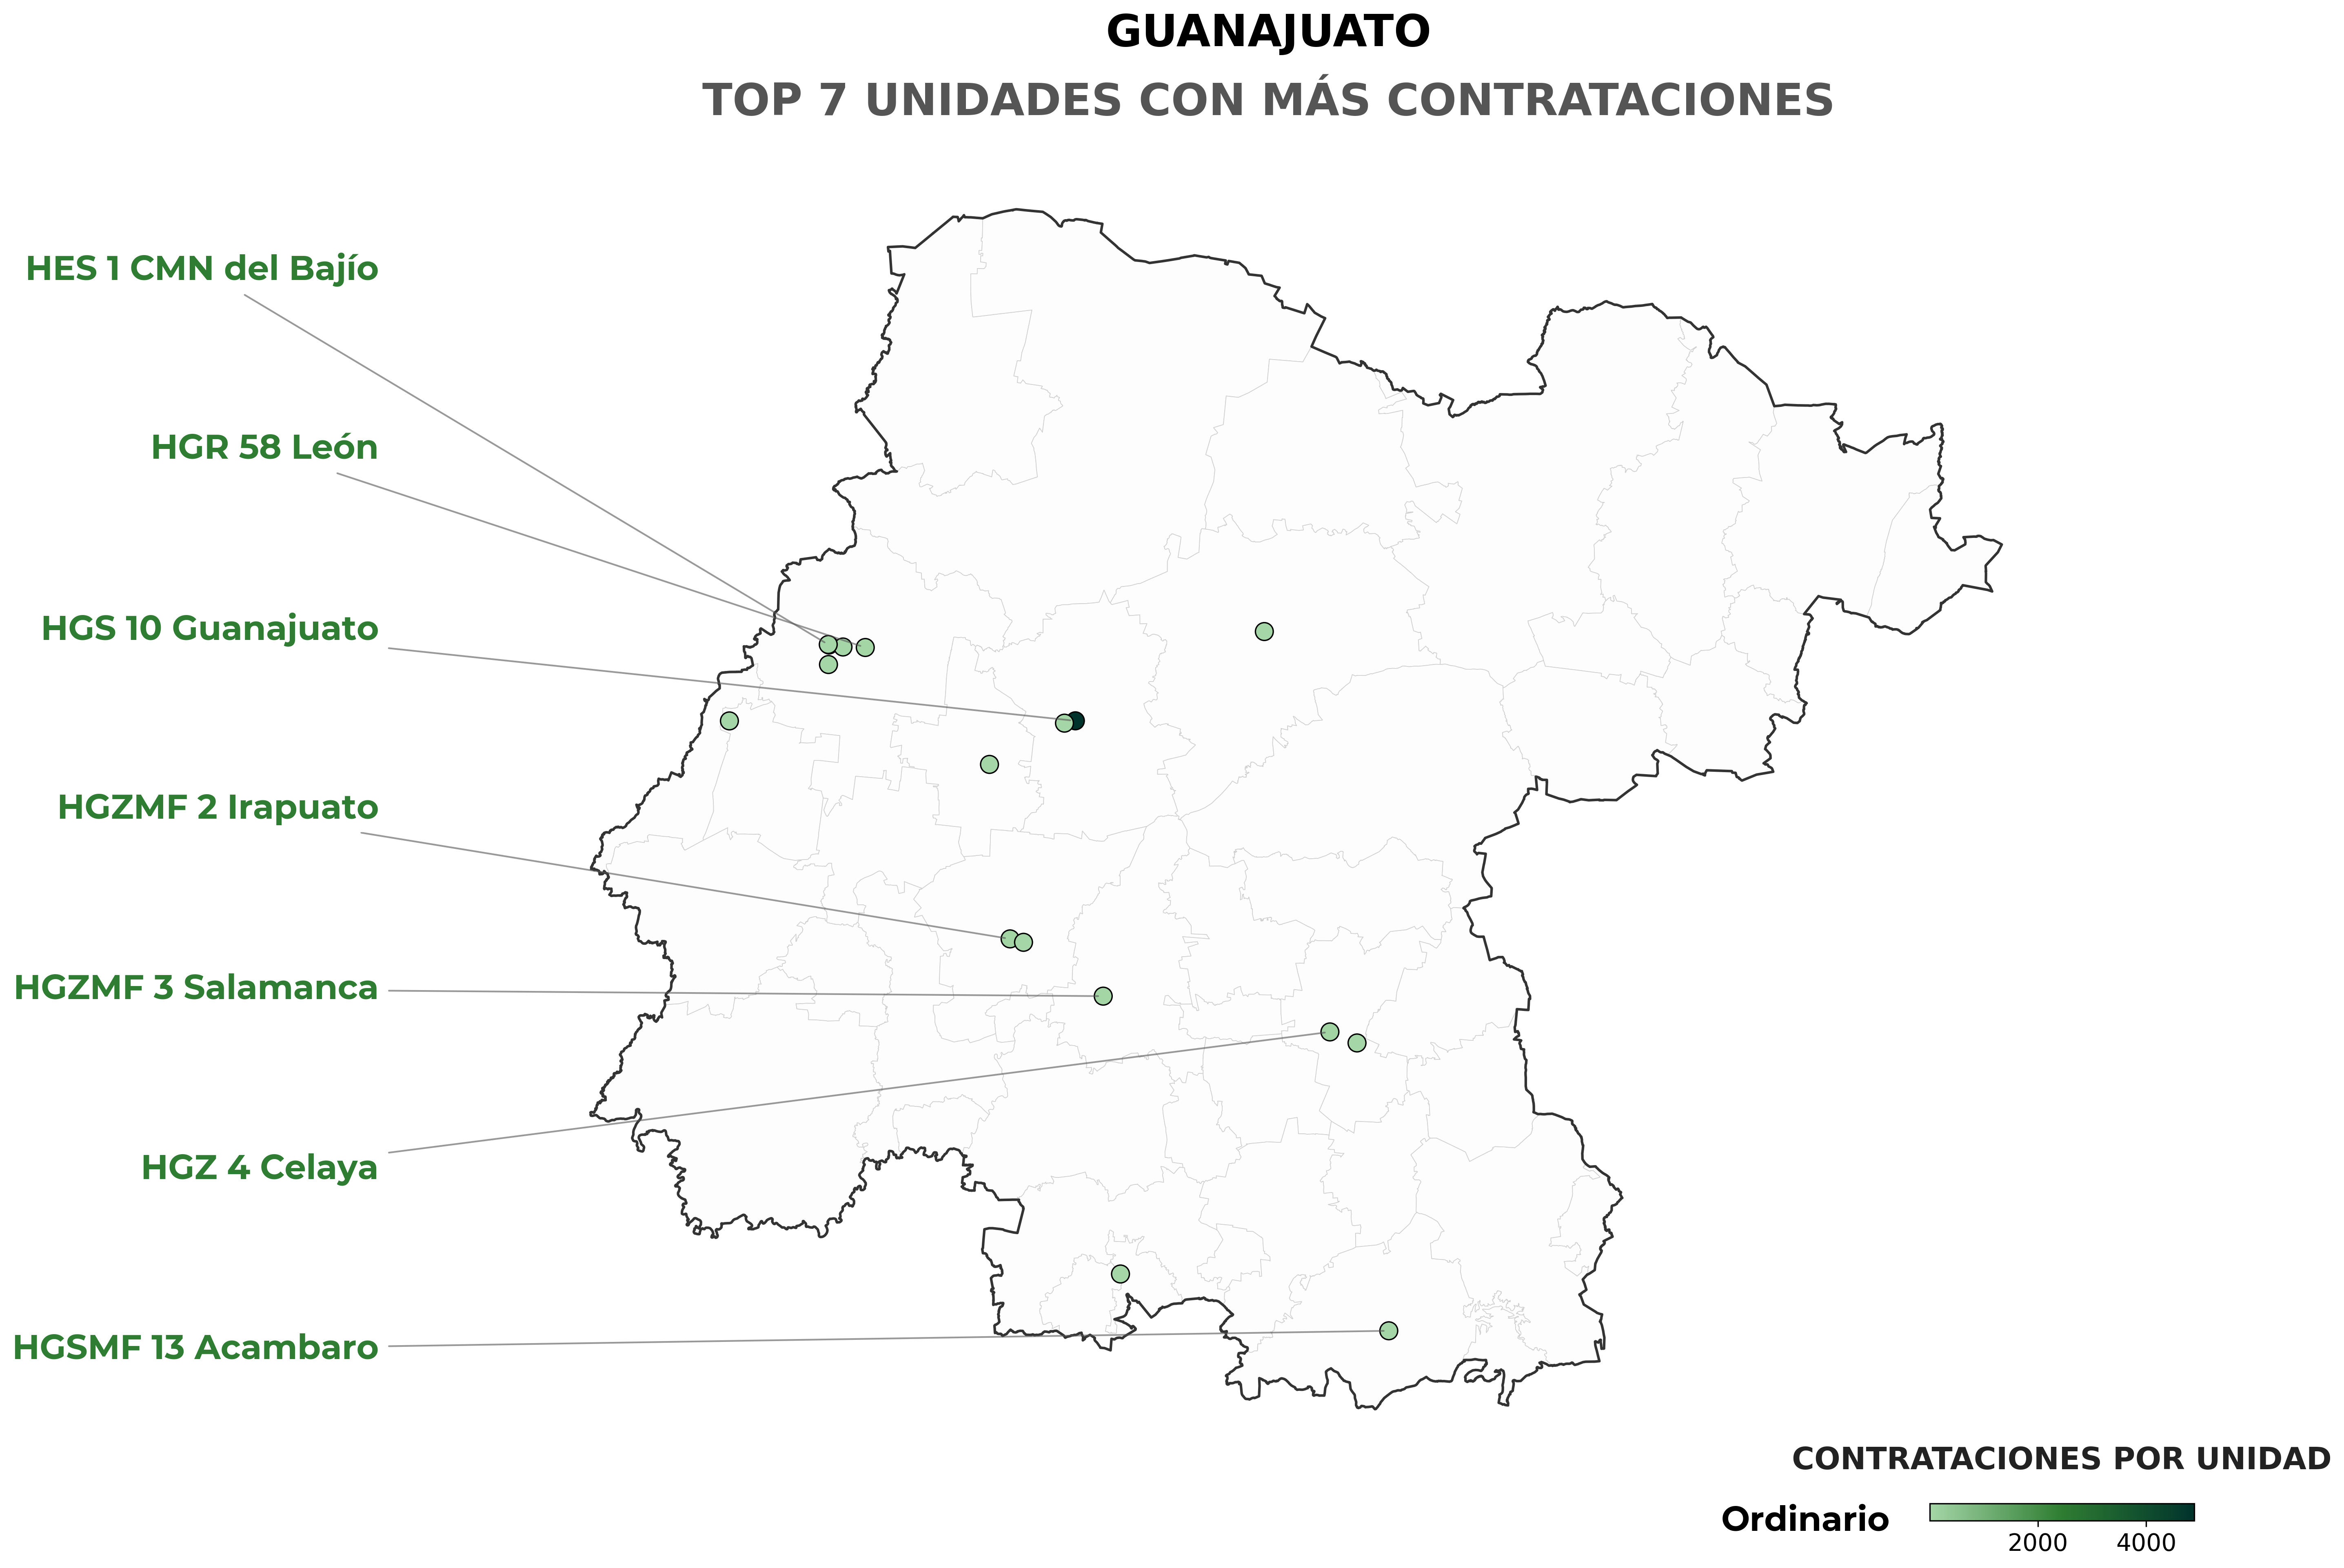 GUANAJUATO
TOP 7 UNIDADES CON MÁS CONTRATACIONES
HES 1 CMN del Bajío
HGR 58 León
HGS 10 Guanajuato
HGZMF 2 Irapuato
HGZMF 3 Salamanca
HGZ 4 Celaya
HGSMF 13 Acambaro
CONTRATACIONES POR UNIDAD
Ordinario
2000 4000